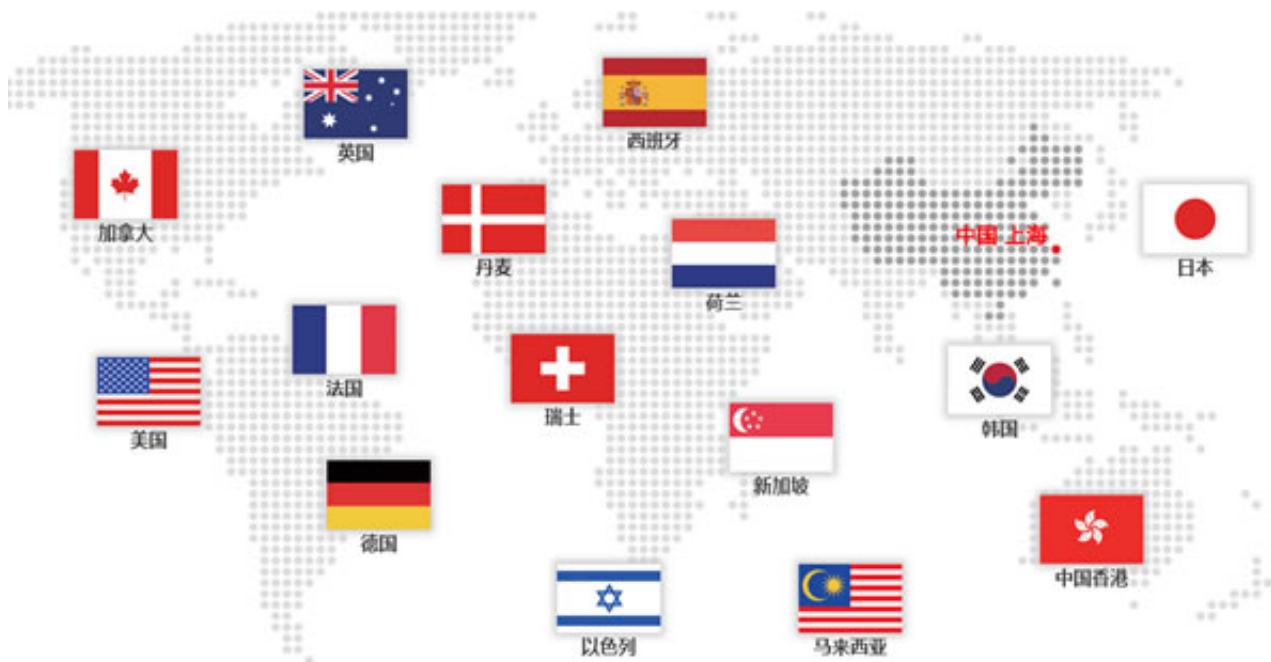 英国
西班牙
加拿大
中国 上海
丹麦
日本
荷兰
法国
瑞士
韩国
美国
新加坡
德国
中国香港
以色列
马来西亚